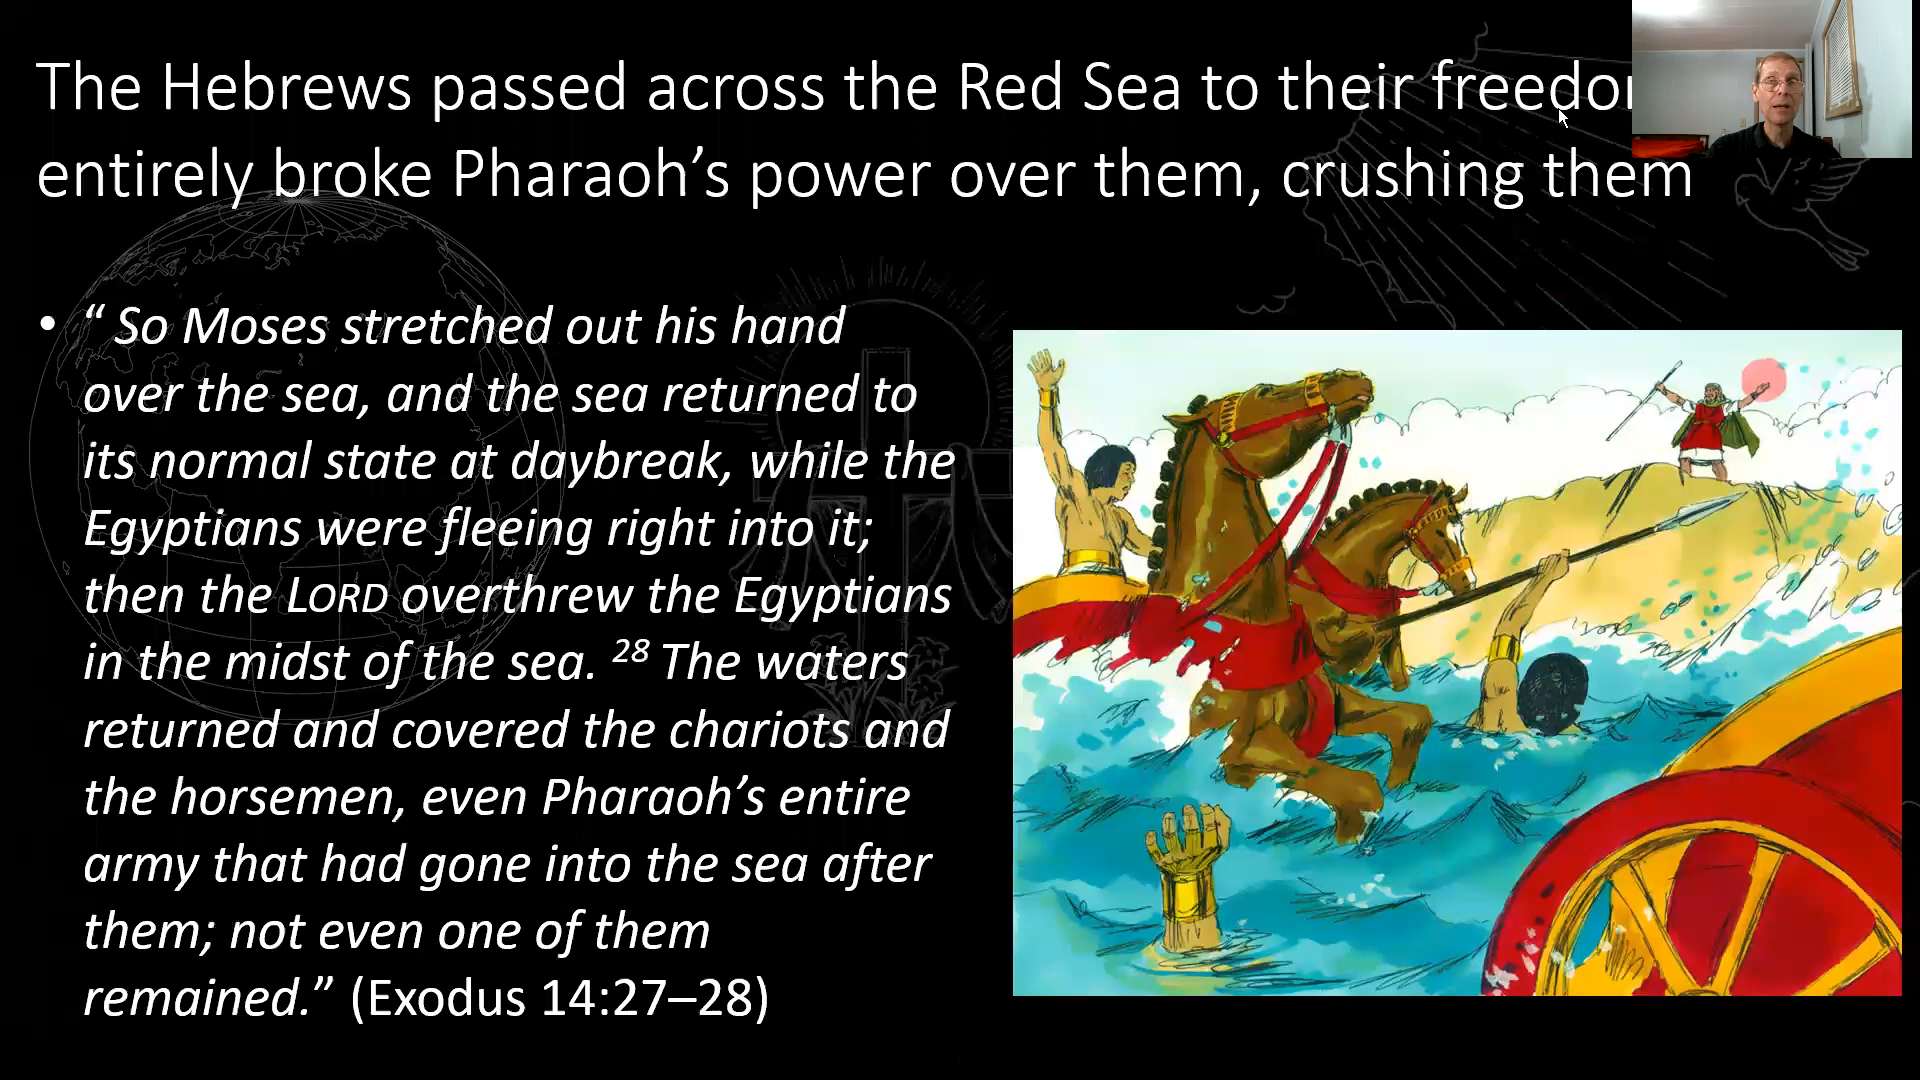 The Hebrews passed across the Red Sea to their
entirely broke Pharaoh’s power over them, crushing them
• “ So Moses stretched out his hand
over the sea, and the sea returned to
its normal state at daybreak, while the
Egyptians were fleeing right into it;
then the LORD overthrew the Egyptians
in the midst of the sea. 28 The waters
returned and covered the chariots and
the horsemen, even Pharaoh’s entire
army that had gone into the sea after
them; not even one of them
remained.” (Exodus 14:27–28)